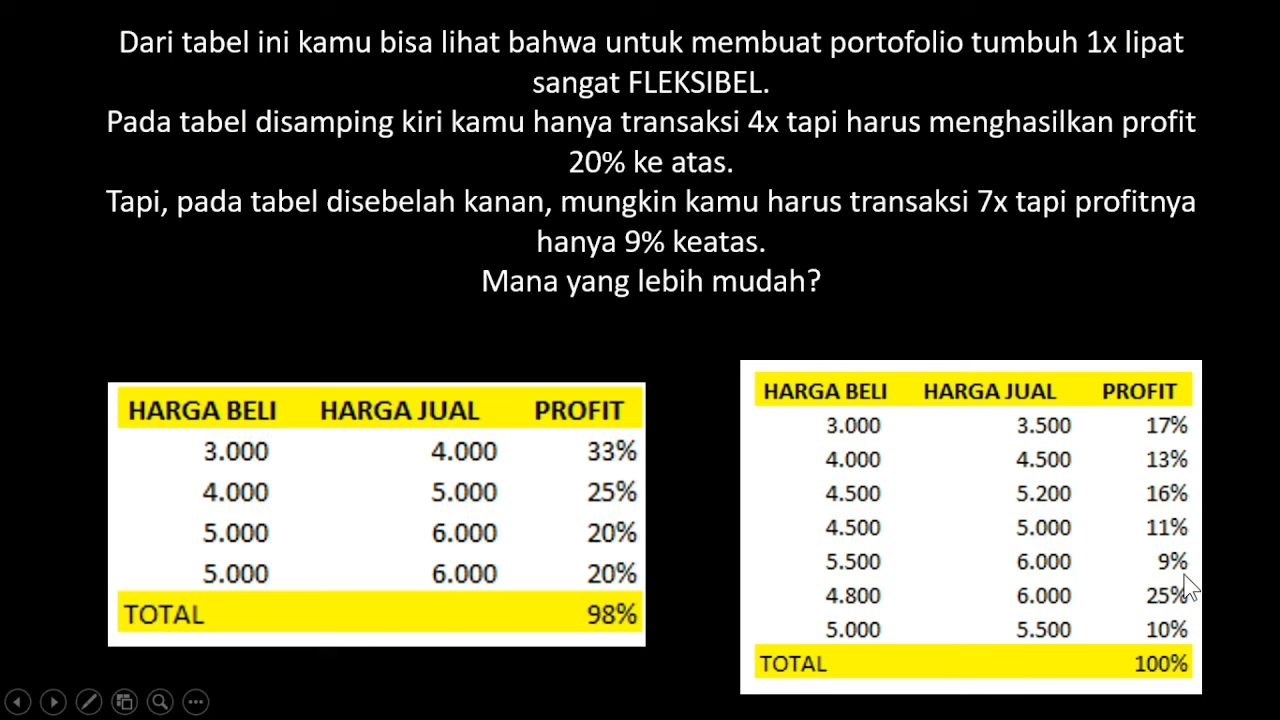 Dari tabel ini kamu bisa lihat bahwa untuk membuat portofolio tumbuh 1x lipat
sangat FLEKSIBEL.
Pada tabel disamping kiri kamu hanya transaksi 4x tapi harus menghasilkan profit
20% ke atas.
Tapi, pada tabel disebelah kanan, mungkin kamu harus transaksi 7x tapi profitnya
hanya 9% keatas.
Mana yang lebih mudah?
HARGA BELI HARGA JUAL PROFIT
3.000 4.000 33%
4.000 5.000 25%
5.000 6.000 20%
5.000 6.000 20%
TOTAL 98%
HARGA BELI HARGA JUAL PROFIT
3.000 3.500 17%
4.000 4.500 13%
4.500 5.200 16%
4.500 5.000 11%
5.500 6.000 9%
4.800 6.000 25%
5.000 5.500 10%
TOTAL 100%